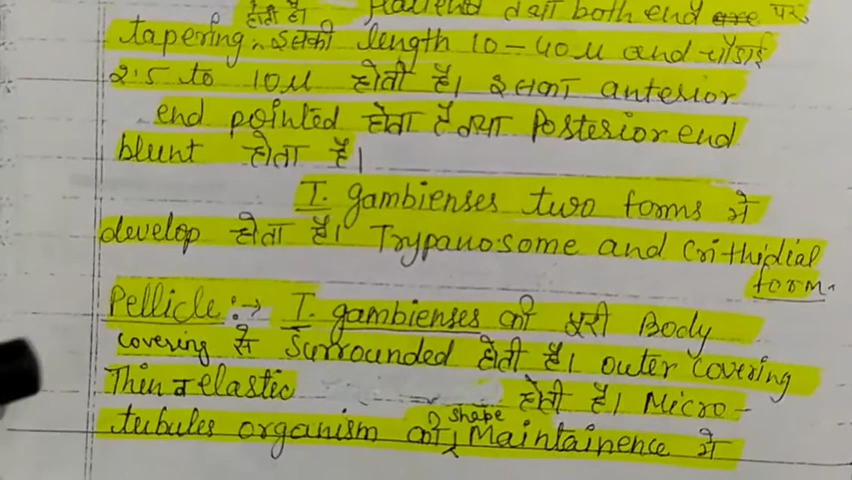 होती है। flattend तथा both end पर
tapering. इसकी length 10-40μ and चौड़ाई
2.5 to 10μ होती है। इसका anterior
end pointed होता है तथा Posterior end
blunt होता है।
T. gambienses two forms में
develop होता है। Trypanosome and Crithidial
form.
Pellicle:→ T. gambienses की पूरी Body
covering से Surrounded होती है। outer covering
Thin व elastic होती है। Micro-
tubules organism की shape Maintainence में